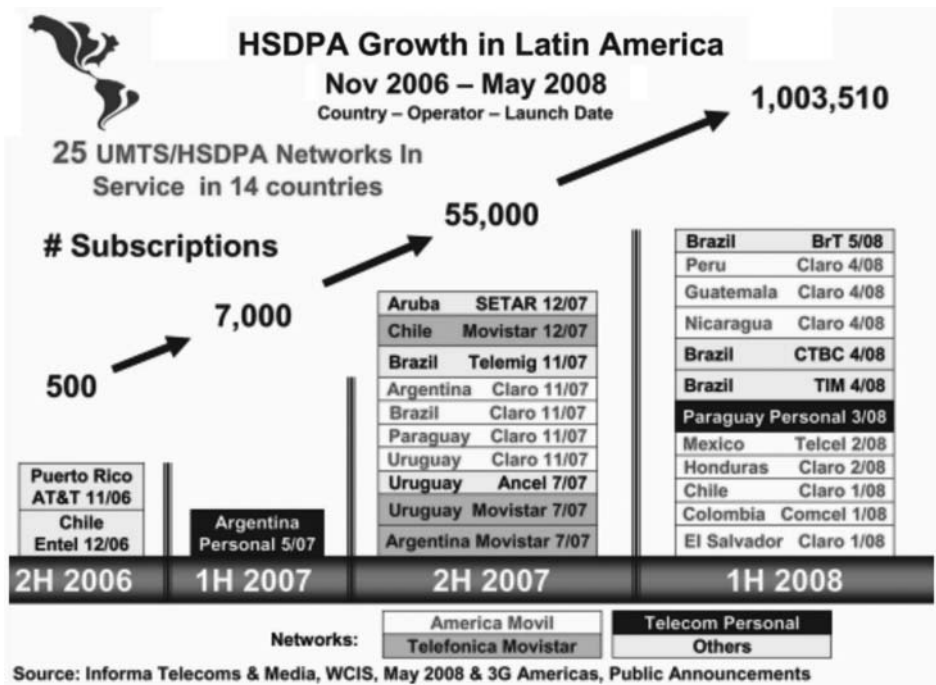 HSDPA Growth in Latin America
Nov 2006 – May 2008
Country – Operator – Launch Date
1,003,510
25 UMTS/HSDPA Networks In
Service in 14 countries
55,000
# Subscriptions
7,000
500
Puerto Rico
AT&T 11/06
Chile
Entel 12/06
Argentina
Personal 5/07
Aruba SETAR 12/07
Chile Movistar 12/07
Brazil Telemig 11/07
Argentina Claro 11/07
Brazil Claro 11/07
Paraguay Claro 11/07
Uruguay Claro 11/07
Uruguay Ancel 7/07
Uruguay Movistar 7/07
Argentina Movistar 7/07
Brazil BrT 5/08
Peru Claro 4/08
Guatemala Claro 4/08
Nicaragua Claro 4/08
Brazil CTBC 4/08
Brazil TIM 4/08
Paraguay Personal 3/08
Mexico Telcel 2/08
Honduras Claro 2/08
Chile Claro 1/08
Colombia Comcel 1/08
El Salvador Claro 1/08
2H 2006 1H 2007 2H 2007 1H 2008
Networks:
America Movil Telecom Personal
Telefonica Movistar Others
Source: Informa Telecoms & Media, WCIS, May 2008 & 3G Americas, Public Announcements